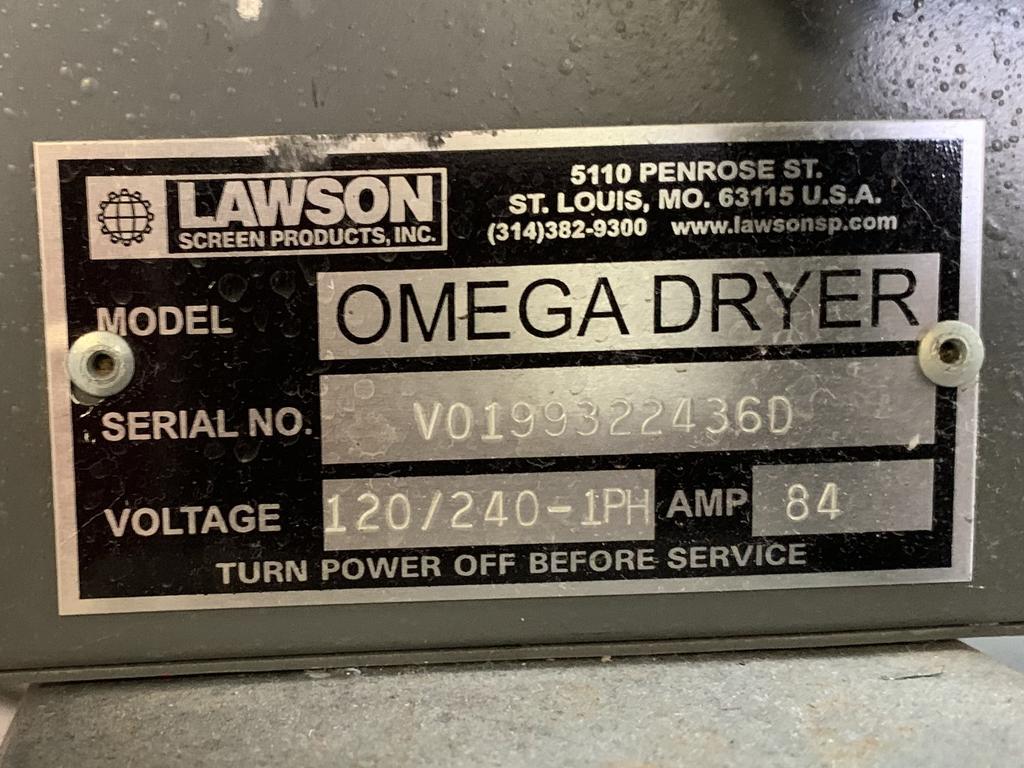 LAWSON
SCREEN PRODUCTS, INC.
5110 PENROSE ST.
ST. LOUIS, MO. 63115 U.S.A.
(314)382-9300 www.lawsonsp.com
MODEL OMEGA DRYER
SERIAL NO. V0199322436D
VOLTAGE 120/240-1PH AMP 84
TURN POWER OFF BEFORE SERVICE